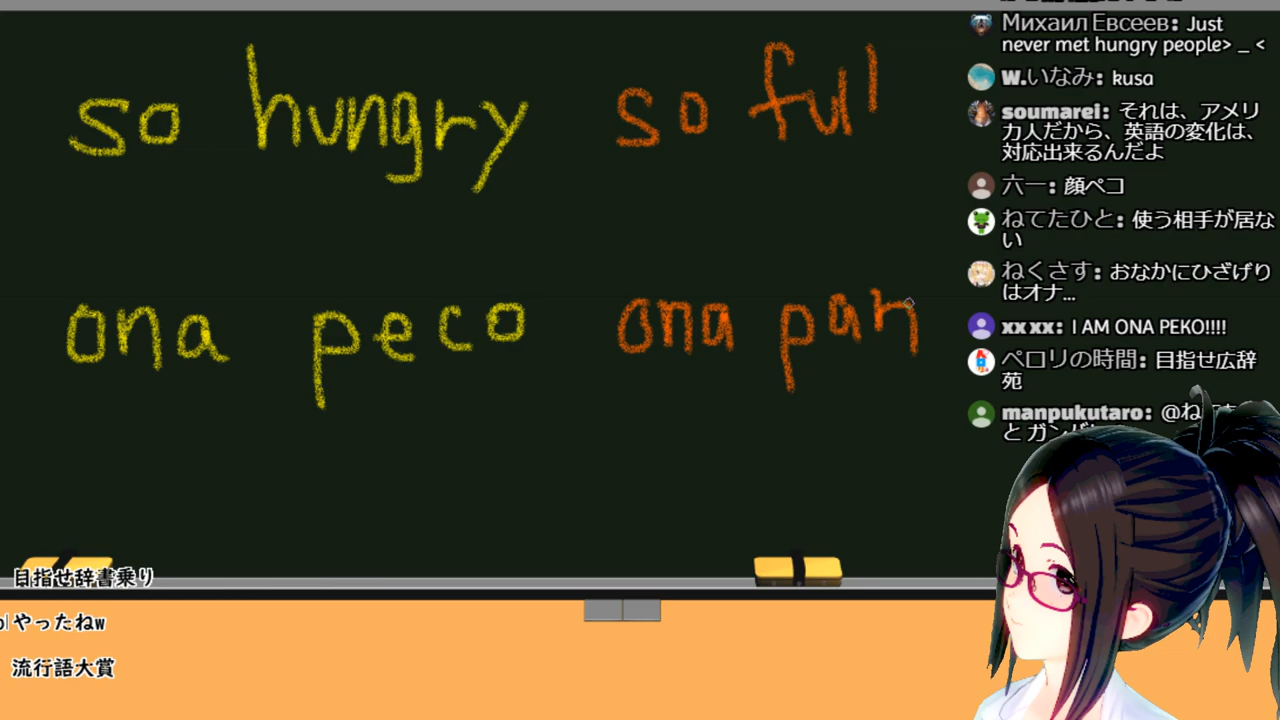 so hungry
so ful
ona peco
ona pan
Михаил Евсеев: Just
never met hungry people> _ <
w.いなみ: kusa
soumarei: それは、アメリ
カ人だから、英語の変化は、
対応出来るんだよ
六一: 顔ペコ
ねてたひと: 使う相手が居な
い
ねくさす: おなかにひざげり
はオナ...
xx xx: I AM ONA PEKO!!!!
ペロリの時間: 目指せ広辞
苑
manpukutaro: @ね
と
目指せ辞書乗り
やったねw
流行語大賞